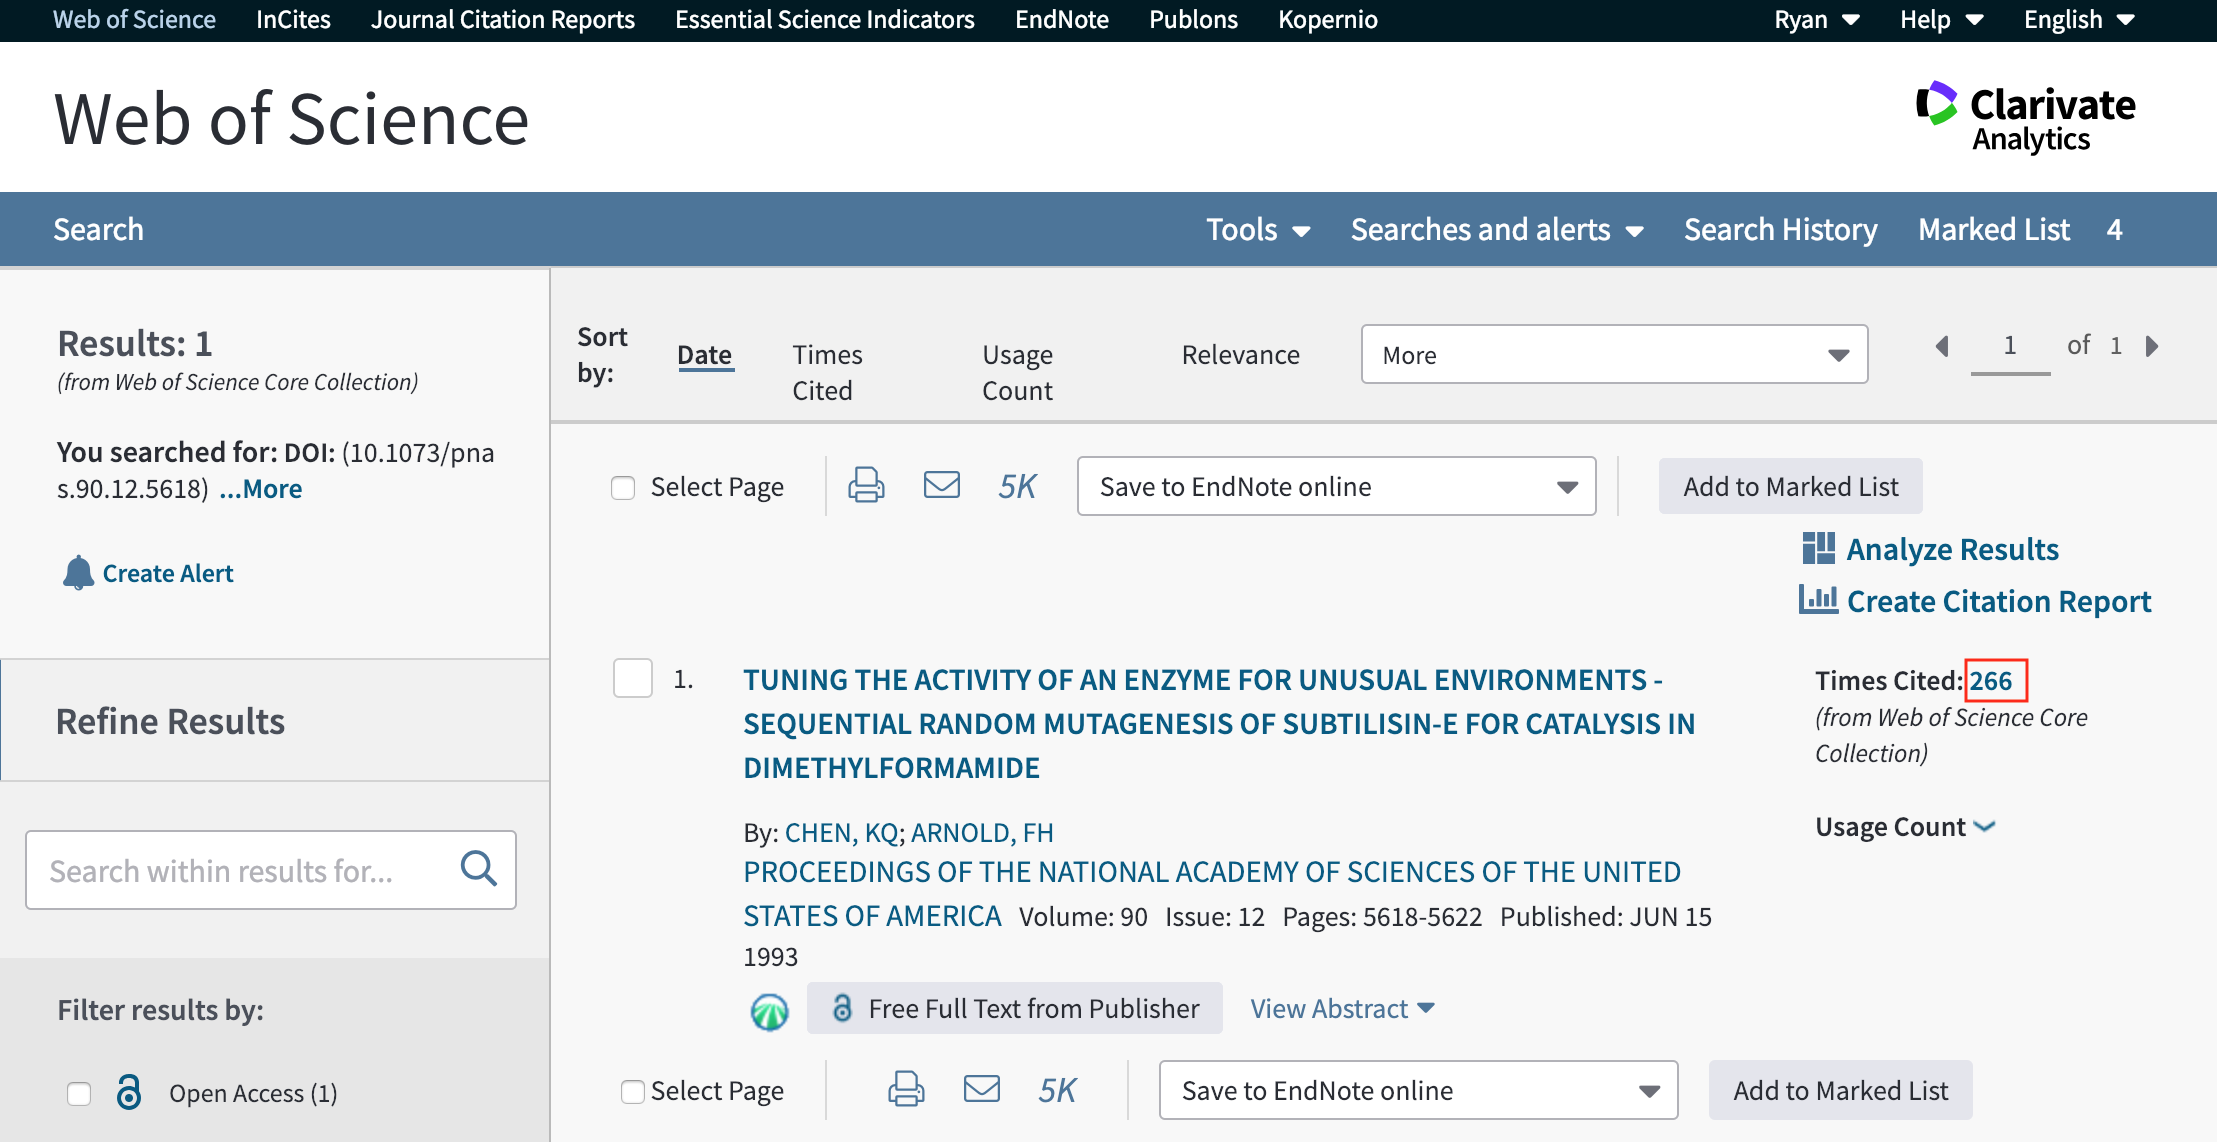 Web of Science InCites Journal Citation Reports Essential Science Indicators EndNote Publons Kopernio Ryan Help English
Web of Science
Clarivate
Analytics
Search Tools Searches and alerts Search History Marked List 4
Results: 1
(from Web of Science Core Collection)
You searched for: DOI: (10.1073/pna
s.90.12.5618) ...More
Create Alert
Refine Results
Search within results for...
Filter results by:
Open Access (1)
Sort
by:
Date
Times
Cited
Usage
Count
Relevance
More
1 of 1
Select Page 5K Save to EndNote online Add to Marked List
Analyze Results
Create Citation Report
1.
TUNING THE ACTIVITY OF AN ENZYME FOR UNUSUAL ENVIRONMENTS -
SEQUENTIAL RANDOM MUTAGENESIS OF SUBTILISIN-E FOR CATALYSIS IN
DIMETHYLFORMAMIDE
By: CHEN, KQ; ARNOLD, FH
PROCEEDINGS OF THE NATIONAL ACADEMY OF SCIENCES OF THE UNITED
STATES OF AMERICA Volume: 90 Issue: 12 Pages: 5618-5622 Published: JUN 15
1993
Free Full Text from Publisher View Abstract
Times Cited: 266
(from Web of Science Core
Collection)
Usage Count
Select Page 5K Save to EndNote online Add to Marked List